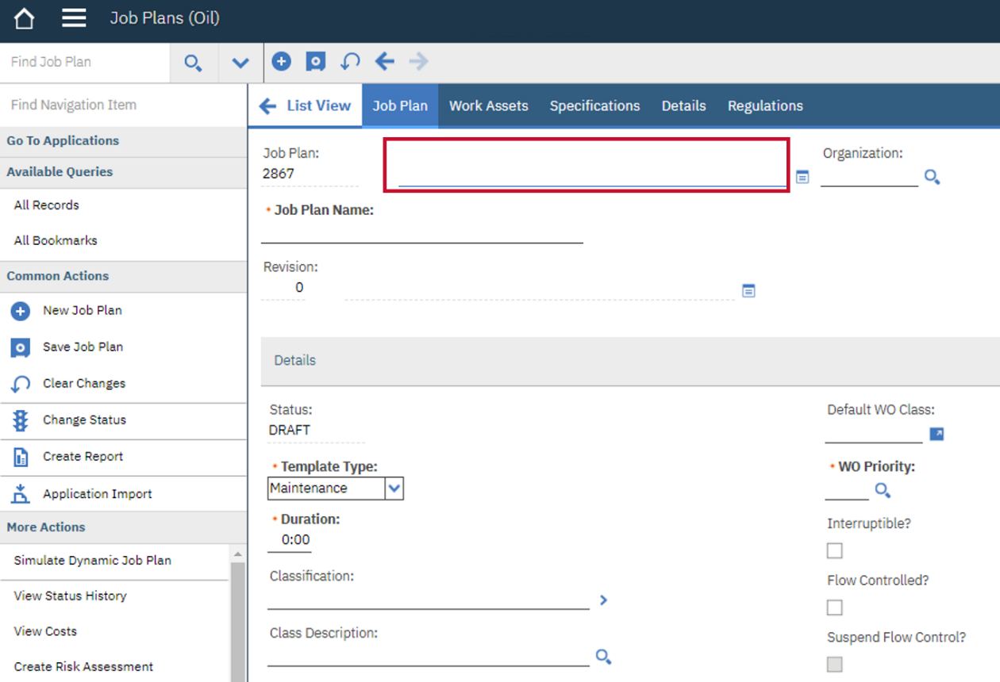 Job Plans (Oil)
Find Job Plan
Find Navigation Item
Go To Applications
Available Queries
All Records
All Bookmarks
Common Actions
New Job Plan
Save Job Plan
Clear Changes
Change Status
Create Report
Application Import
More Actions
Simulate Dynamic Job Plan
View Status History
View Costs
Create Risk Assessment
List View Job Plan Work Assets Specifications Details Regulations
Job Plan: Organization:
2867
* Job Plan Name:
Revision:
0
Details
Status: Default WO Class:
DRAFT
* Template Type: * WO Priority:
Maintenance
* Duration: Interruptible?
0:00
Classification: Flow Controlled?
Class Description: Suspend Flow Control?